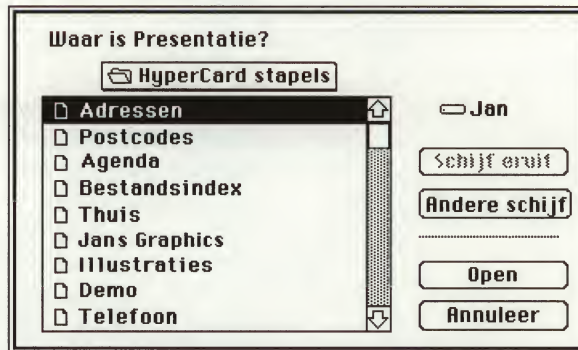 Waar is Presentatie?
HyperCard stapels
Adressen
Postcodes
Agenda
Bestandsindex
Thuis
Jans Graphics
Illustraties
Demo
Telefoon
Jan
Schijf eruit
Andere schijf
Open
Annuleer